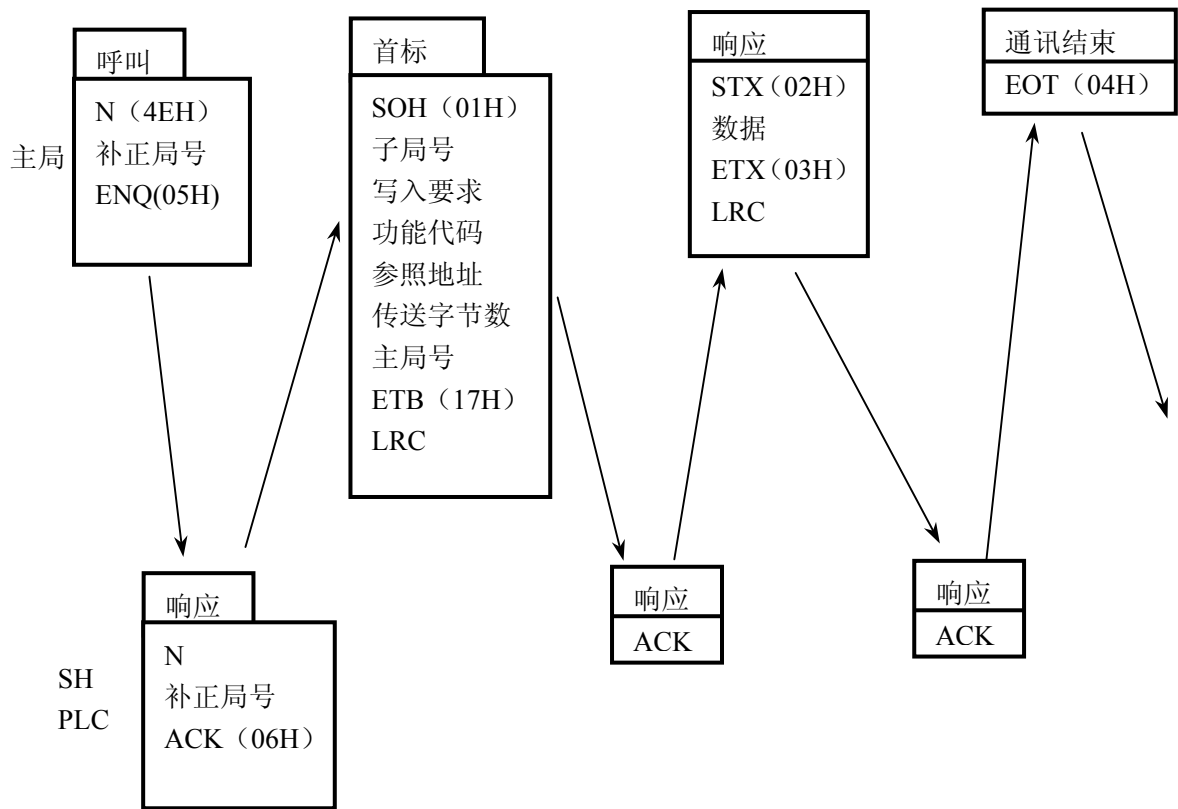 呼叫
N（4EH）
补正局号
ENQ(05H)
主局
首标
SOH（01H）
子局号
写入要求
功能代码
参照地址
传送字节数
主局号
ETB（17H）
LRC
响应
STX（02H）
数据
ETX（03H）
LRC
通讯结束
EOT（04H）
响应
N
补正局号
ACK（06H）
SH
PLC
响应
ACK
响应
ACK